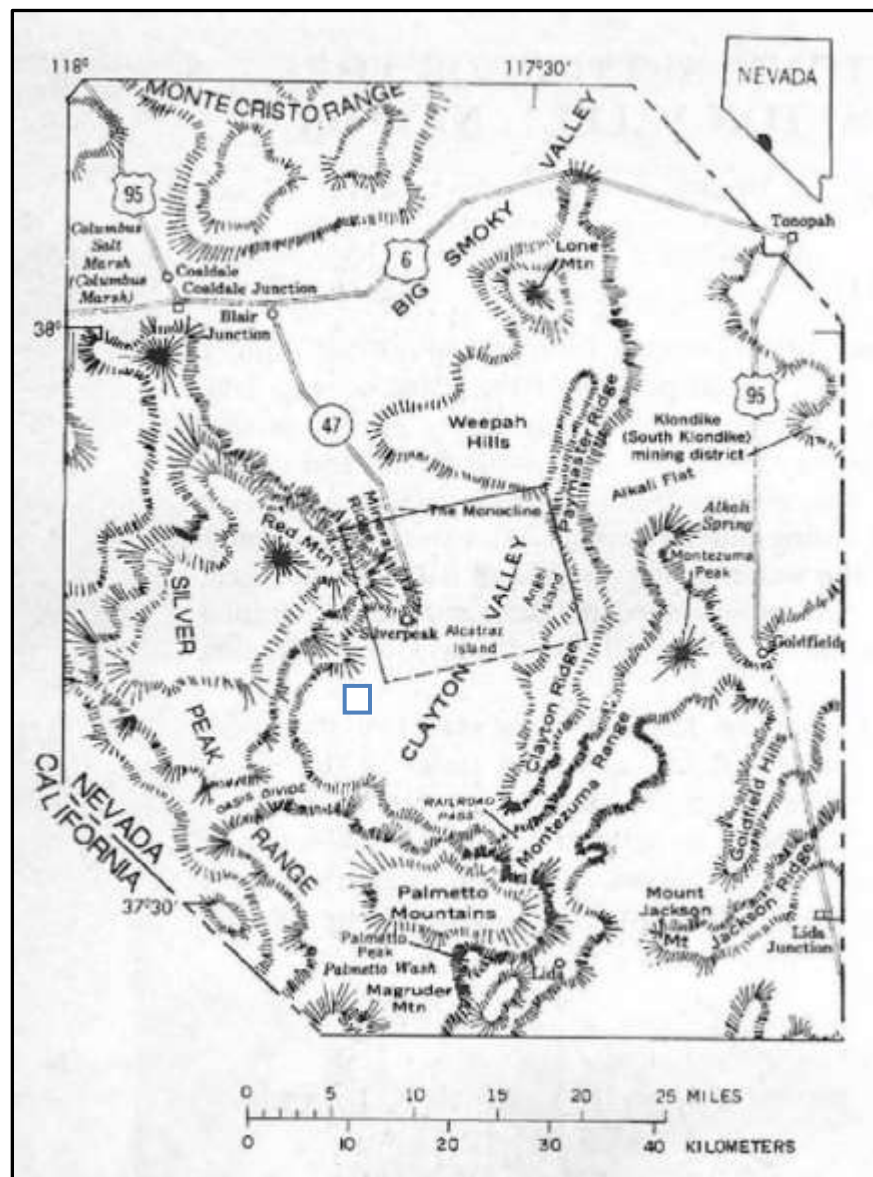 118°
117°30'
NEVADA
MONTE CRISTO RANGE
VALLEY
95
SMOKY
Tonopah
Columbus
Salt
Marsh
(Columbus
Marsh)
6
Lone
Mtn
Coaldale
Coaldale Junction
BIG
Blair
Junction
38°
95
47
Weepah
Hills
Paymaster Ridge
Klondike
(South Klondike)
mining district
Alkali Flat
Mineral
Ridge
The Monocline
Alkali
Spring
Red Mtn
Montezuma
Peak
VALLEY
Angel
Island
SILVER
Silverpeak
Alcatraz
Island
Goldfield
CLAYTON
Clayton Ridge
PEAK
Montezuma Range
NEVADA
CALIFORNIA
OASIS DIVIDE
RAILROAD
PASS
Goldfield Hills
RANGE
37°30'
Palmetto
Mountains
Mount
Jackson
Mt
Jackson Ridge
Palmetto
Peak
Lida
Junction
Palmetto Wash
Lida
Magruder
Mtn
0 5 10 15 20 25 MILES
0 10 20 30 40 KILOMETERS